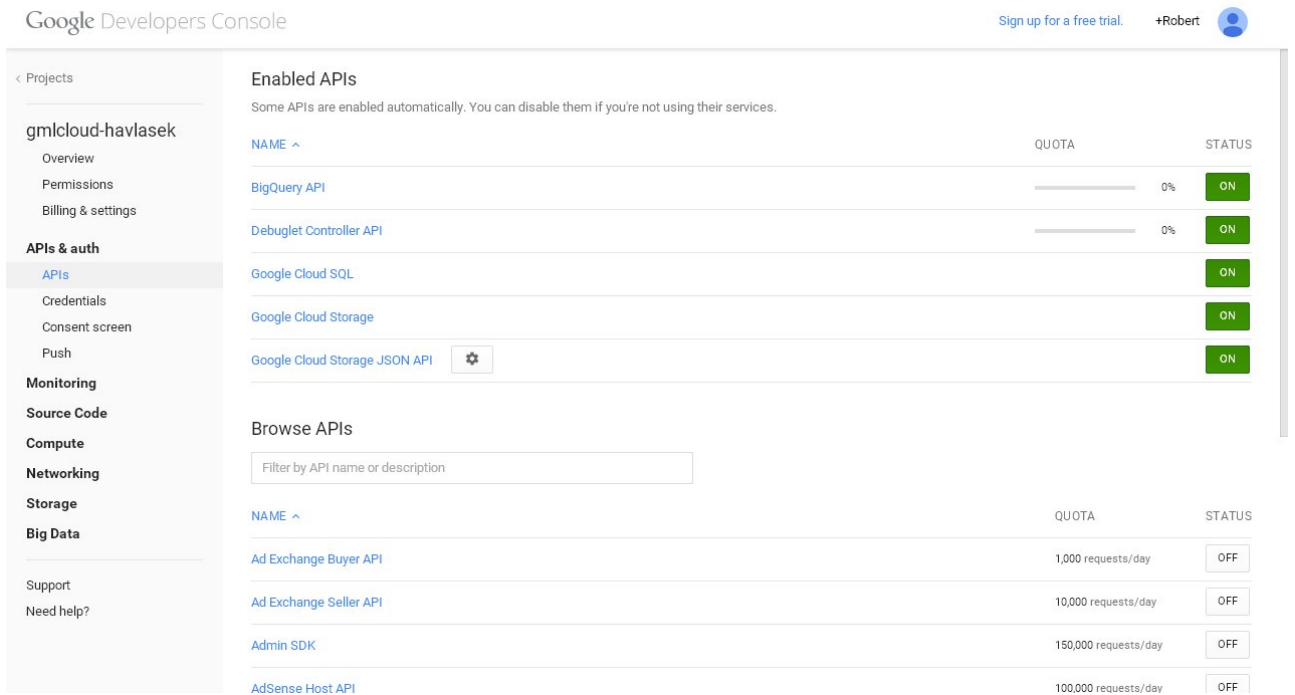 Google Developers Console
Sign up for a free trial. +Robert
Projects
gmlcloud-havlasek
Overview
Permissions
Billing & settings
APIs & auth
APIs
Credentials
Consent screen
Push
Monitoring
Source Code
Compute
Networking
Storage
Big Data
Support
Need help?
Enabled APIs
Some APIs are enabled automatically. You can disable them if you're not using their services.
NAME QUOTA STATUS
BigQuery API 0% ON
Debuglet Controller API 0% ON
Google Cloud SQL ON
Google Cloud Storage ON
Google Cloud Storage JSON API ON
Browse APIs
Filter by API name or description
NAME QUOTA STATUS
Ad Exchange Buyer API 1,000 requests/day OFF
Ad Exchange Seller API 10,000 requests/day OFF
Admin SDK 150,000 requests/day OFF
AdSense Host API 100,000 requests/day OFF